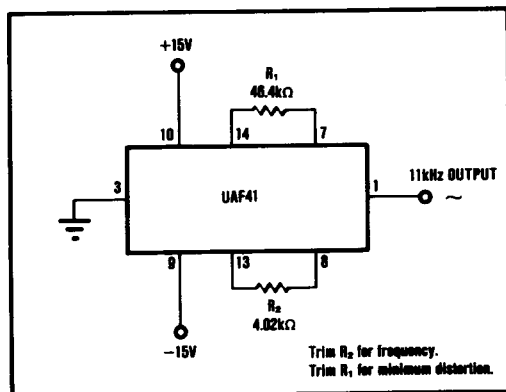 +15V
R₁
46.4kΩ
10
14
7
3
UAF41
1
11kHz OUTPUT
~
9
13
8
R₂
4.02kΩ
−15V
Trim R₂ for frequency.
Trim R₁ for minimum distortion.